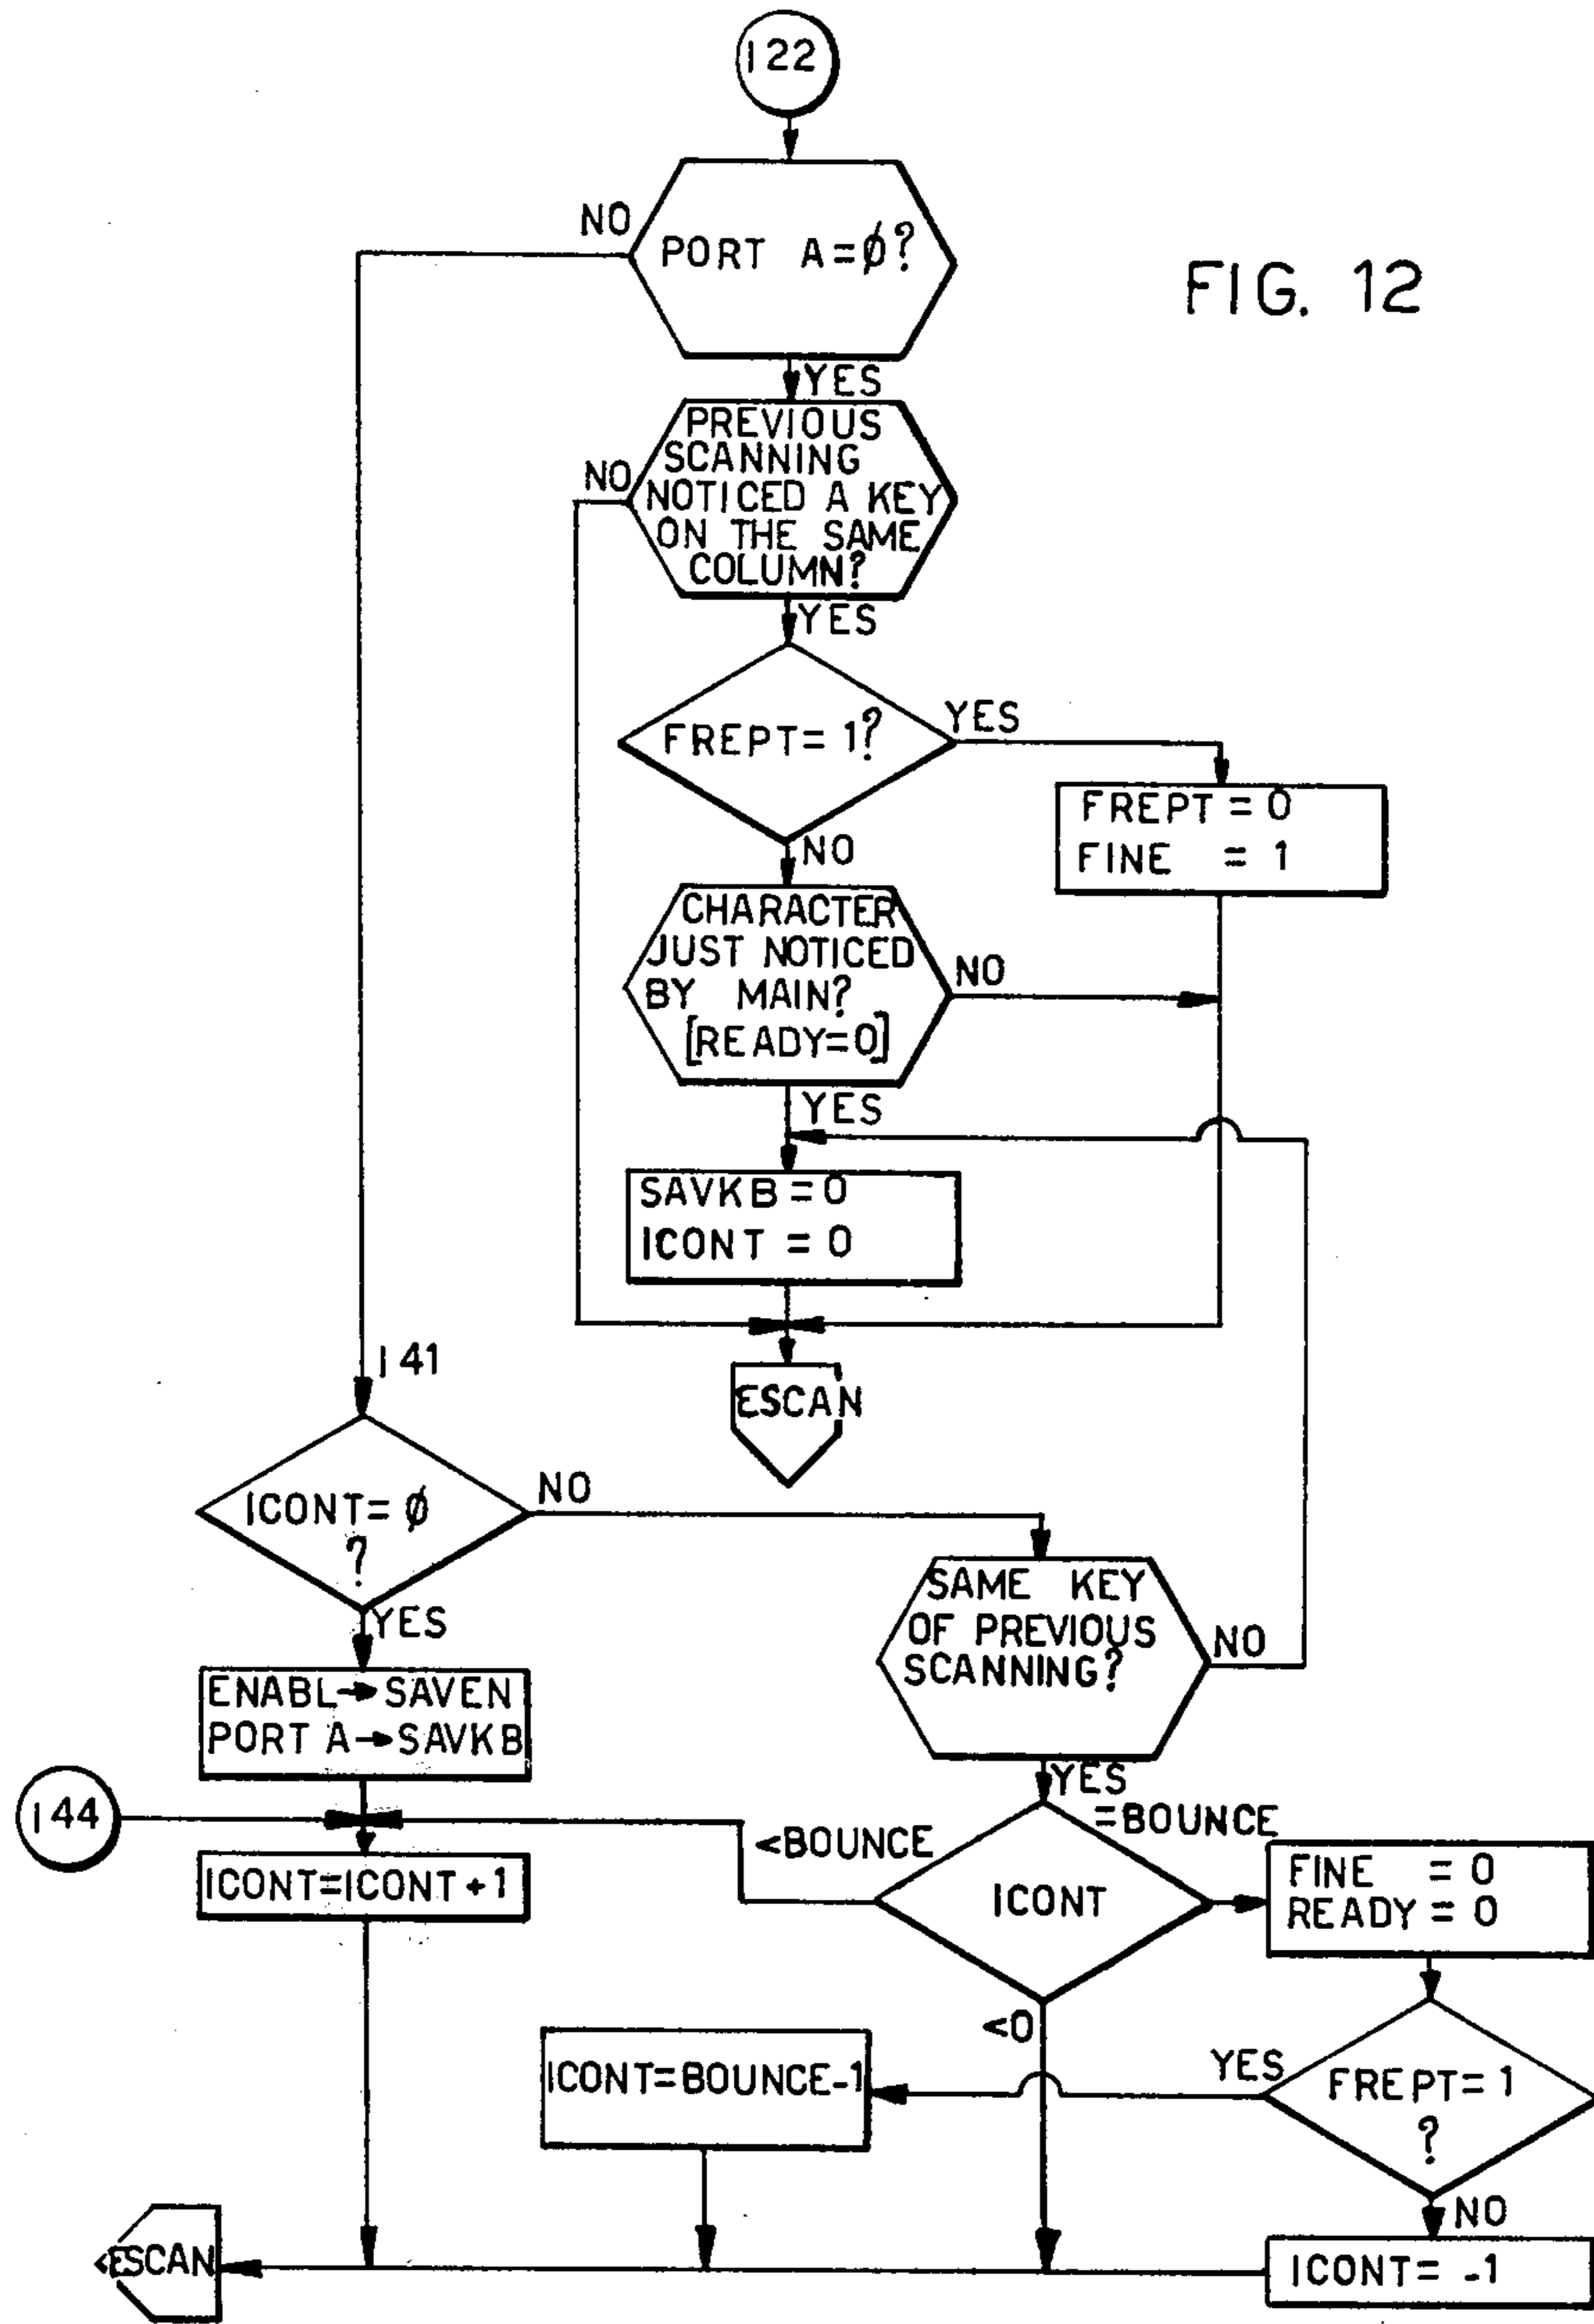 122
NO
PORT A=ø?
FIG. 12
YES
PREVIOUS
SCANNING
NO
NOTICED A KEY
ON THE SAME
COLUMN?
YES
FREPT= 1?
YES
FREPT = 0
FINE = 1
NO
CHARACTER
JUST NOTICED
BY MAIN?
[READY=0]
NO
YES
SAVKB = 0
ICONT = 0
141
ESCAN
ICONT= ø
?
NO
YES
SAME KEY
OF PREVIOUS
SCANNING?
NO
ENABL→SAVEN
PORT A→SAVKB
YES
144
<BOUNCE
=BOUNCE
ICONT=ICONT+1
ICONT
FINE = 0
READY = 0
<0
ICONT=BOUNCE-1
YES
FREPT= 1
?
NO
ESCAN
ICONT= -1